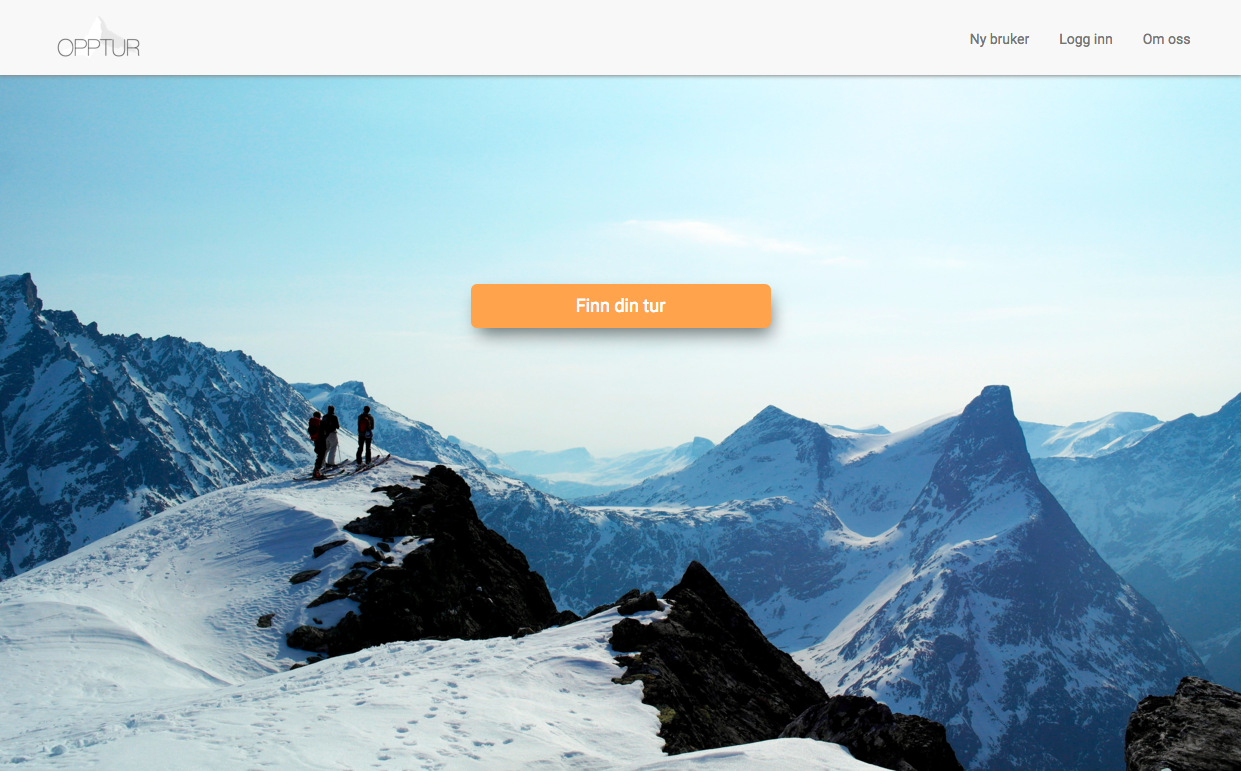 OPPTUR
Ny bruker
Logg inn
Om oss
Finn din tur